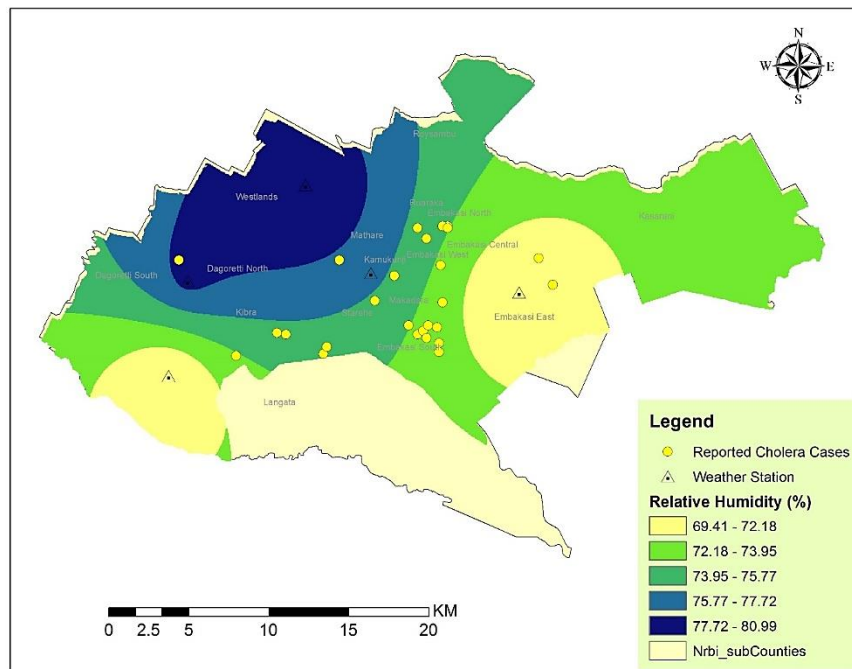 N
W E
S
Roysambu
Westlands
Kasarani
Ruaraka
Embakasi North
Mathare
Embakasi Central
Embakasi West
Kamukunji
Dagoretti South
Dagoretti North
Makadara
Kibra
Starehe
Embakasi East
Embakasi South
Langata
Legend
Reported Cholera Cases
Weather Station
Relative Humidity (%)
69.41 - 72.18
72.18 - 73.95
73.95 - 75.77
75.77 - 77.72
77.72 - 80.99
Nrbi_subCounties
KM
0 2.5 5 10 15 20